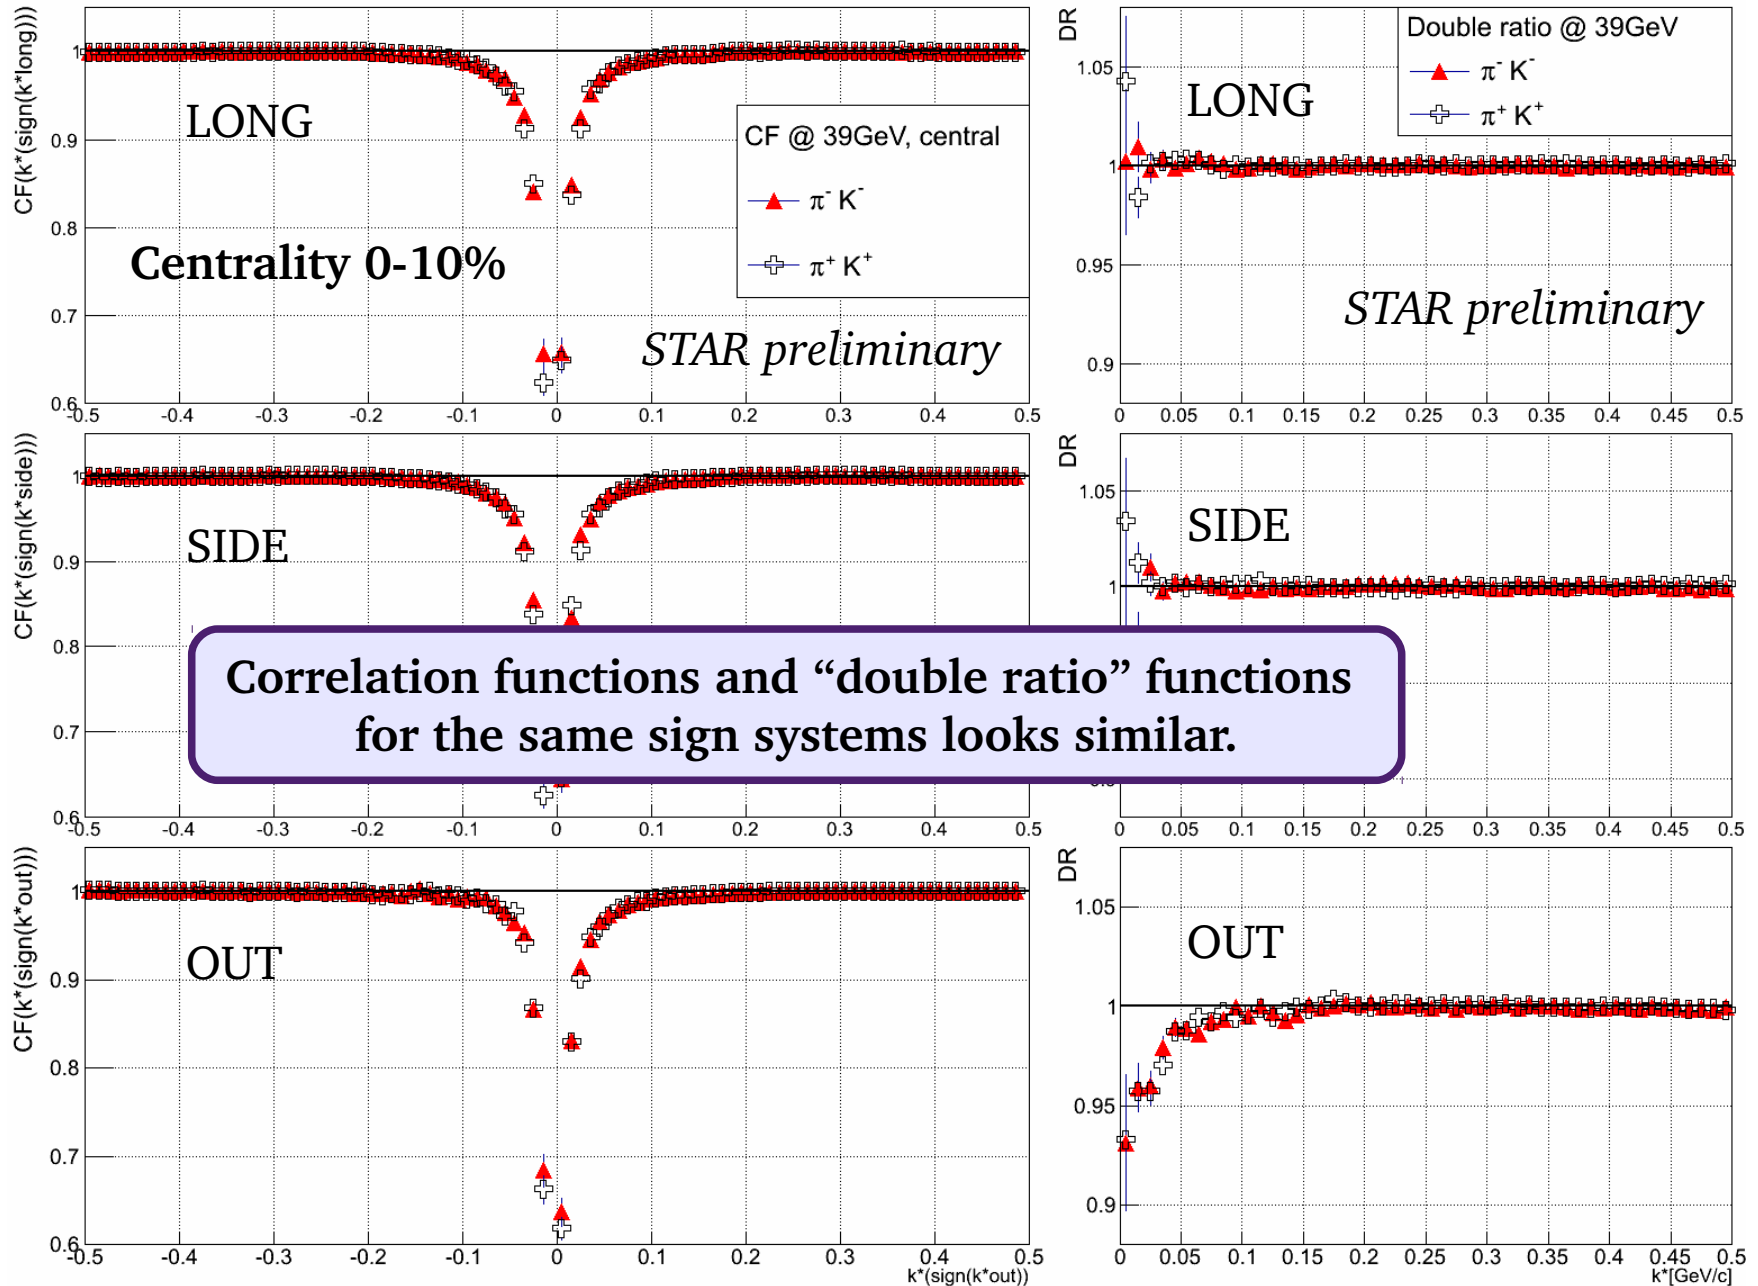 CF(k*(sign(k*long)))
1
0.9
0.8
0.7
0.6
LONG
Centrality 0-10%
CF @ 39GeV, central
π⁻ K⁻
π⁺ K⁺
STAR preliminary
-0.5 -0.4 -0.3 -0.2 -0.1 0 0.1 0.2 0.3 0.4 0.5
DR
1.05
1
0.95
0.9
LONG
Double ratio @ 39GeV
π⁻ K⁻
π⁺ K⁺
STAR preliminary
0 0.05 0.1 0.15 0.2 0.25 0.3 0.35 0.4 0.45 0.5
CF(k*(sign(k*side)))
1
0.9
0.8
0.7
0.6
SIDE
-0.5 -0.4 -0.3 -0.2 -0.1 0 0.1 0.2 0.3 0.4 0.5
DR
1.05
1
SIDE
0 0.05 0.1 0.15 0.2 0.25 0.3 0.35 0.4 0.45 0.5
Correlation functions and “double ratio” functions
for the same sign systems looks similar.
CF(k*(sign(k*out)))
1
0.9
0.8
0.7
0.6
OUT
-0.5 -0.4 -0.3 -0.2 -0.1 0 0.1 0.2 0.3 0.4 0.5
k*(sign(k*out))
DR
1.05
1
0.95
0.9
OUT
0 0.05 0.1 0.15 0.2 0.25 0.3 0.35 0.4 0.45 0.5
k*[GeV/c]